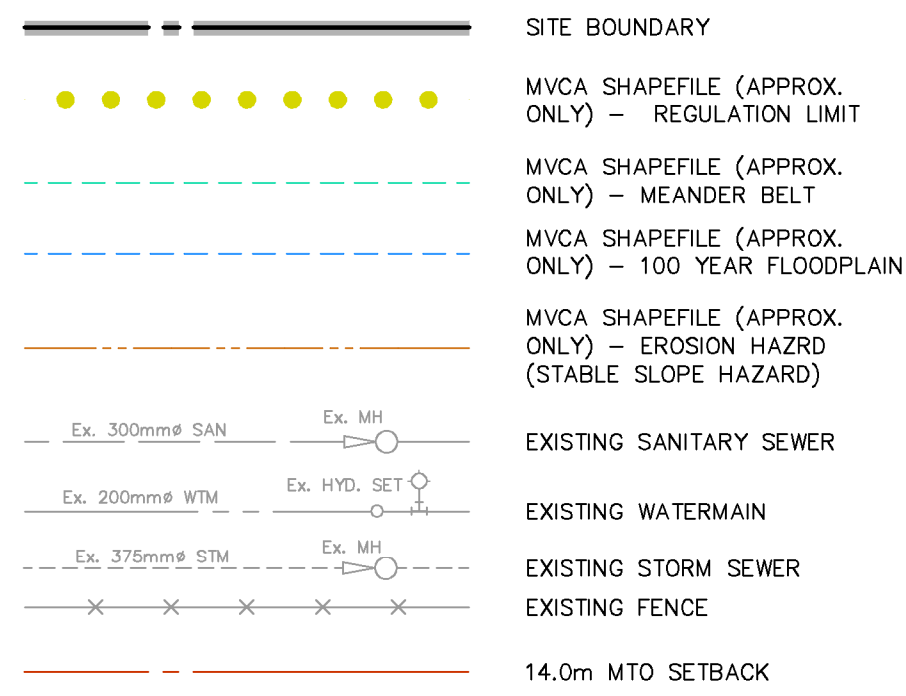 SITE BOUNDARY
MVCA SHAPEFILE (APPROX.
ONLY) – REGULATION LIMIT
MVCA SHAPEFILE (APPROX.
ONLY) – MEANDER BELT
MVCA SHAPEFILE (APPROX.
ONLY) – 100 YEAR FLOODPLAIN
MVCA SHAPEFILE (APPROX.
ONLY) – EROSION HAZRD
(STABLE SLOPE HAZARD)
Ex. 300mmø SAN Ex. MH
EXISTING SANITARY SEWER
Ex. 200mmø WTM Ex. HYD. SET
EXISTING WATERMAIN
Ex. 375mmø STM Ex. MH
EXISTING STORM SEWER
EXISTING FENCE
14.0m MTO SETBACK